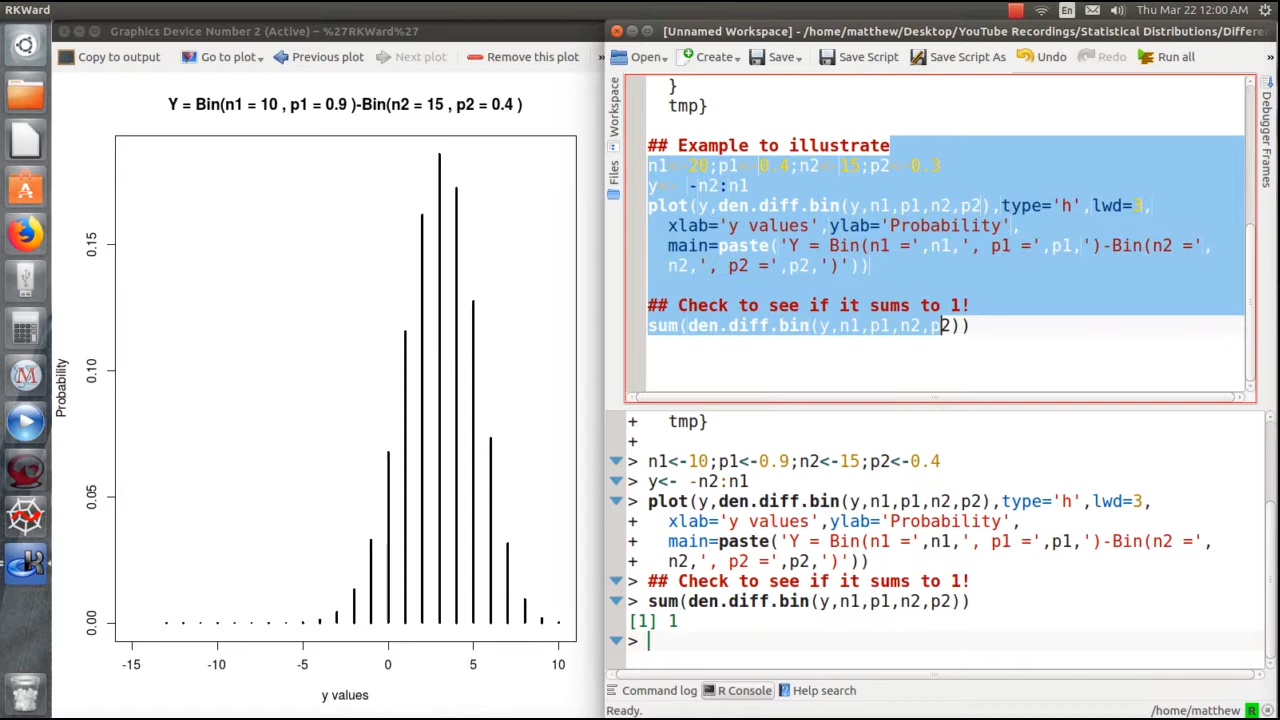 RKWard
En
Thu Mar 22 12:00 AM
Graphics Device Number 2 (Active) – %27RKWard%27
[Unnamed Workspace] - /home/matthew/Desktop/YouTube Recordings/Statistical Distributions/Differen
Copy to output
Go to plot
Previous plot
Next plot
Remove this plot
»
Open
Create
Save
Save Script
Save Script As
Undo
Redo
Run all
Y = Bin(n1 = 10 , p1 = 0.9 )-Bin(n2 = 15 , p2 = 0.4 )
0.15
0.10
0.05
0.00
Probability
-15
-10
-5
0
5
10
y values
Workspace
Files
Debugger Frames
}
tmp}
## Example to illustrate
n1<-20;p1<-0.4;n2<-15;p2<-0.3
y<- -n2:n1
plot(y,den.diff.bin(y,n1,p1,n2,p2),type='h',lwd=3,
xlab='y values',ylab='Probability',
main=paste('Y = Bin(n1 =',n1,', p1 =',p1,')-Bin(n2 =',
n2,', p2 =',p2,')'))
## Check to see if it sums to 1!
sum(den.diff.bin(y,n1,p1,n2,p2))
+ tmp}
+
> n1<-10;p1<-0.9;n2<-15;p2<-0.4
> y<- -n2:n1
> plot(y,den.diff.bin(y,n1,p1,n2,p2),type='h',lwd=3,
+ xlab='y values',ylab='Probability',
+ main=paste('Y = Bin(n1 =',n1,', p1 =',p1,')-Bin(n2 =',
+ n2,', p2 =',p2,')'))
> ## Check to see if it sums to 1!
> sum(den.diff.bin(y,n1,p1,n2,p2))
[1] 1
>
Command log
R Console
Help search
Ready.
/home/matthew
R